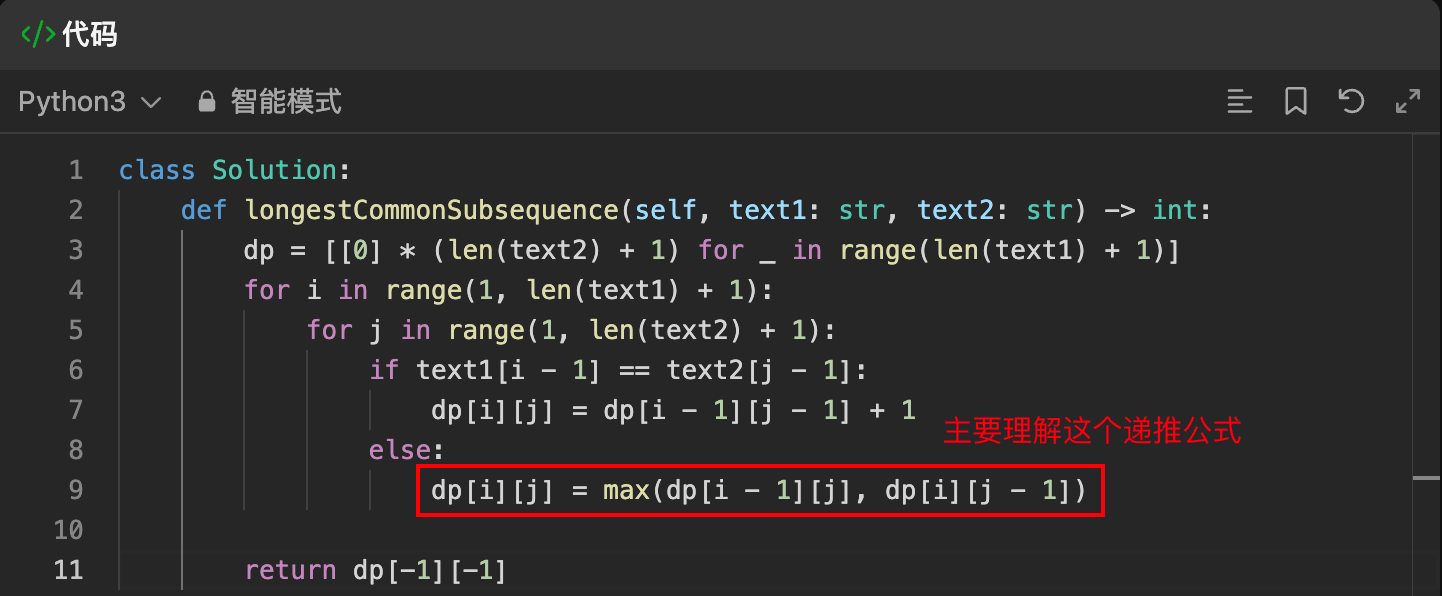 </> 代码
Python3 智能模式
1 class Solution:
2     def longestCommonSubsequence(self, text1: str, text2: str) -> int:
3         dp = [[0] * (len(text2) + 1) for _ in range(len(text1) + 1)]
4         for i in range(1, len(text1) + 1):
5             for j in range(1, len(text2) + 1):
6                 if text1[i - 1] == text2[j - 1]:
7                     dp[i][j] = dp[i - 1][j - 1] + 1
主要理解这个递推公式
8                 else:
9                     dp[i][j] = max(dp[i - 1][j], dp[i][j - 1])
10
11         return dp[-1][-1]